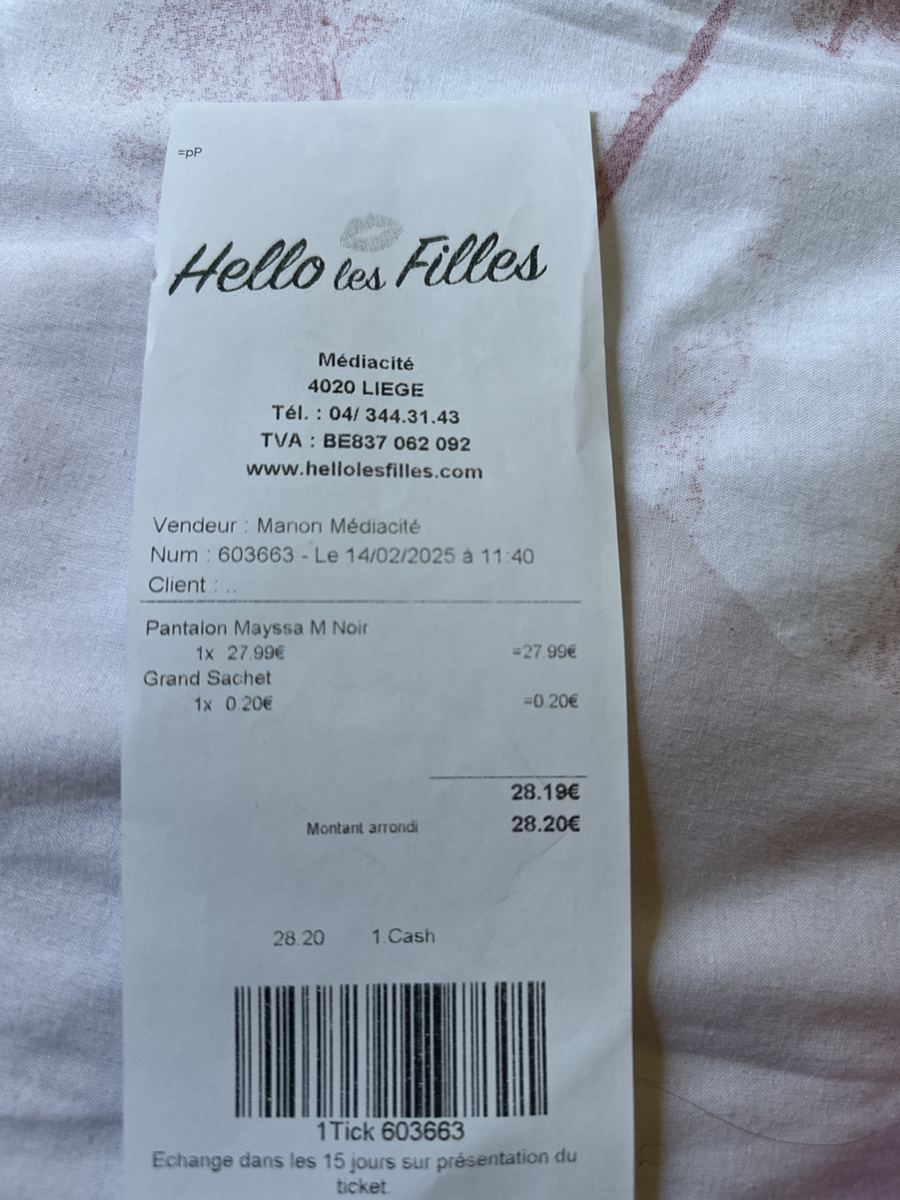 =pP
Hello les Filles
Médiacité
4020 LIEGE
Tél. : 04/ 344.31.43
TVA : BE837 062 092
www.hellolesfilles.com
Vendeur : Manon Médiacité
Num : 603663 - Le 14/02/2025 à 11:40
Client : ..
Pantalon Mayssa M Noir
1x 27.99€ =27.99€
Grand Sachet
1x 0.20€ =0.20€
28.19€
Montant arrondi 28.20€
28.20 1.Cash
1Tick 603663
Echange dans les 15 jours sur présentation du
ticket